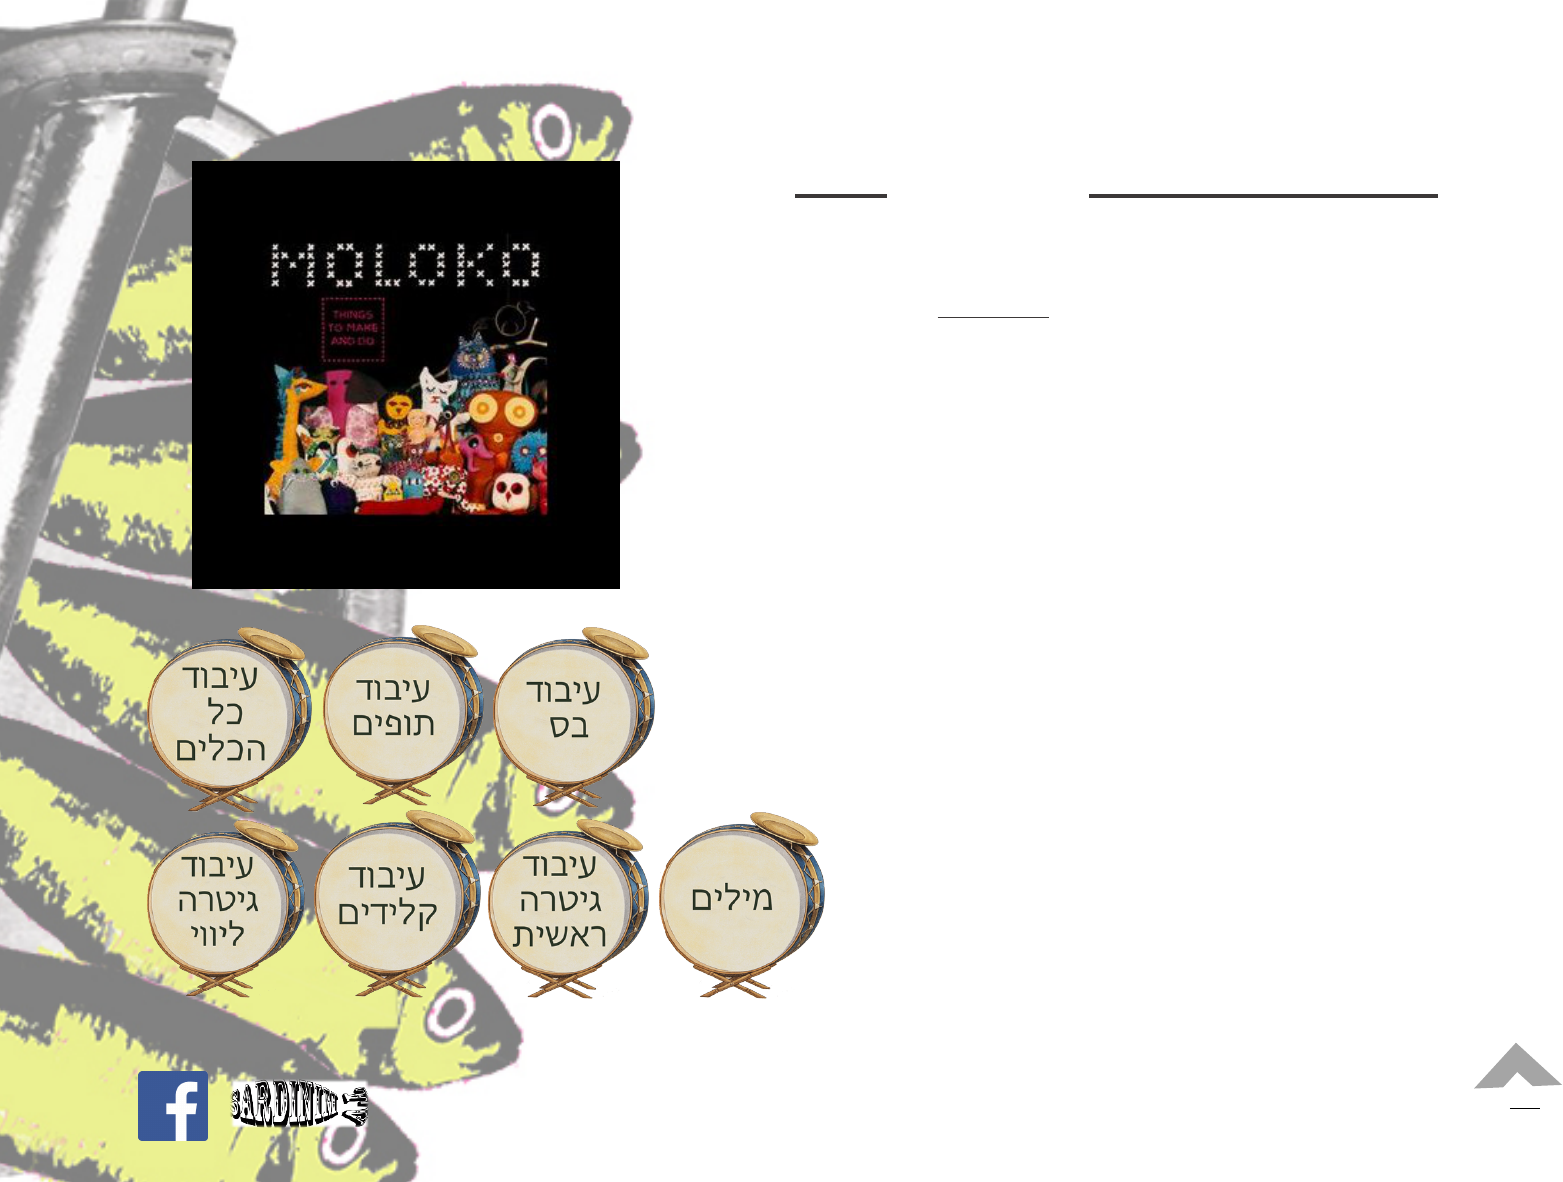 MOLOKO
THINGS
TO MAKE
AND DO
עיבוד
בס
עיבוד
תופים
עיבוד
כל
הכלים
מילים
עיבוד
גיטרה
ראשית
עיבוד
קלידים
עיבוד
גיטרה
ליווי
f
SARDININE